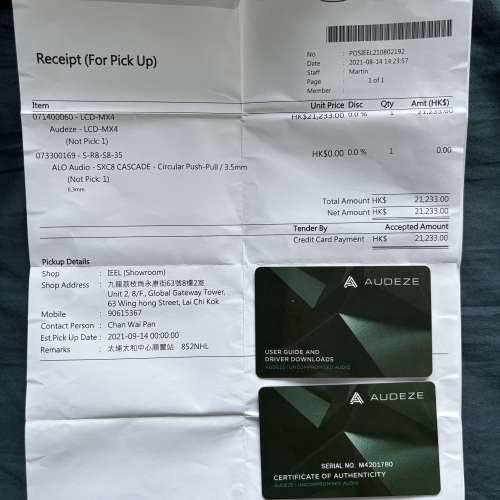 Receipt (For Pick Up)
No : POSIEEL210802192
Date : 2021-08-14 14:23:57
Staff : Martin
Page : 1 of 1
Member :
Item Unit Price Disc Qty Amt (HK$)
071400060 - LCD-MX4 HK$21,233.00 0.0 % 1 21,233.00
Audeze - LCD-MX4
(Not Pick: 1)
073300169 - S-R8-S8-35 HK$0.00 0.0 % 1 0.00
ALO Audio - SXC8 CASCADE - Circular Push-Pull / 3.5mm
(Not Pick: 1)
6.3mm
Total Amount HK$ 21,233.00
Net Amount HK$ 21,233.00
Tender By Accepted Amount
Credit Card Payment HK$ 21,233.00
Pickup Details
Shop : IEEL (Showroom)
Shop Address : 九龍荔枝角永康街63號8樓2室
Unit 2, 8/F., Global Gateway Tower,
63 Wing hong Street, Lai Chi Kok
Mobile : 90615367
Contact Person : Chan Wai Pan
Est.Pick Up Date : 2021-09-14 00:00:00
Remarks : 大埔太和中心順豐站 852NHL
AUDEZE
USER GUIDE AND
DRIVER DOWNLOADS
AUDEZE | UNCOMPROMISED AUDIO
AUDEZE
SERIAL NO. M4201780
CERTIFICATE OF AUTHENTICITY
AUDEZE | UNCOMPROMISED AUDIO